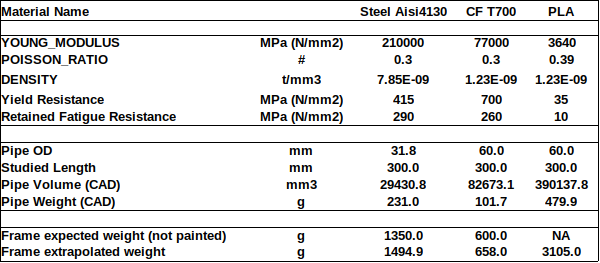 Material Name Steel Aisi4130 CF T700 PLA
YOUNG_MODULUS MPa (N/mm2) 210000 77000 3640
POISSON_RATIO # 0.3 0.3 0.39
DENSITY t/mm3 7.85E-09 1.23E-09 1.23E-09
Yield Resistance MPa (N/mm2) 415 700 35
Retained Fatigue Resistance MPa (N/mm2) 290 260 10
Pipe OD mm 31.8 60.0 60.0
Studied Length mm 300.0 300.0 300.0
Pipe Volume (CAD) mm3 29430.8 82673.1 390137.8
Pipe Weight (CAD) g 231.0 101.7 479.9
Frame expected weight (not painted) g 1350.0 600.0 NA
Frame extrapolated weight g 1494.9 658.0 3105.0